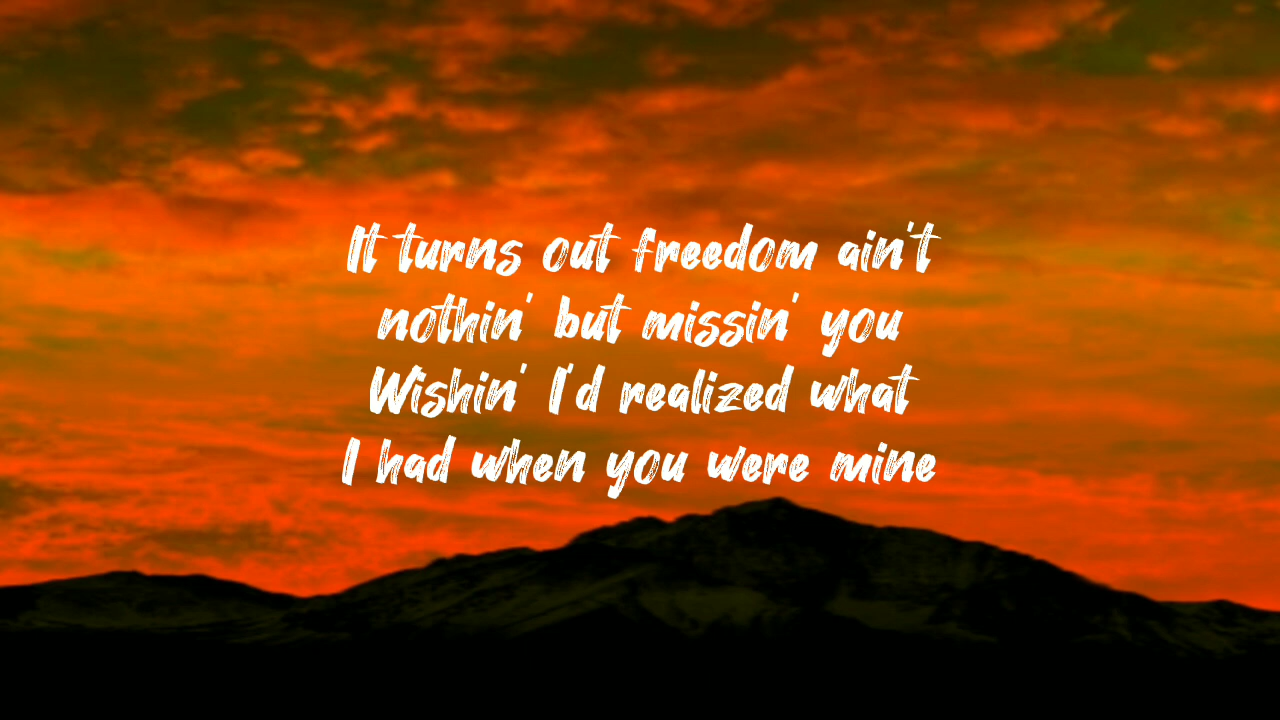 It turns out freedom ain't
nothin' but missin' you
Wishin' I'd realized what
I had when you were mine